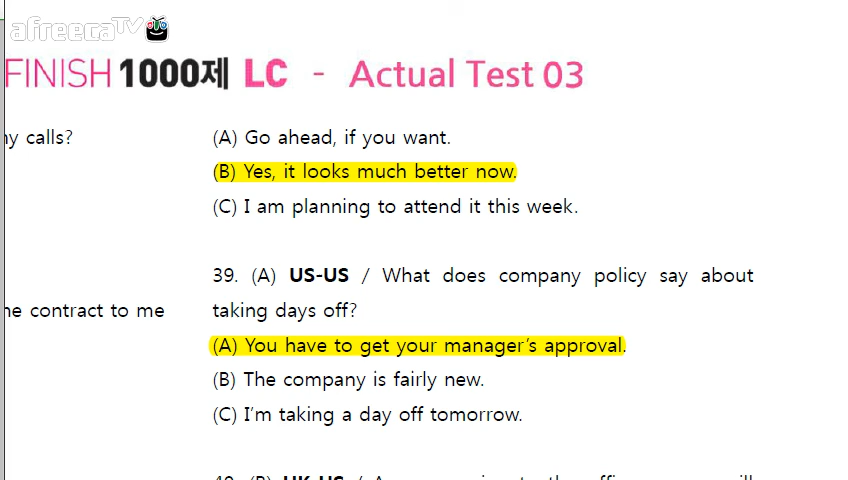 afreecaTV
FINISH 1000제 LC - Actual Test 03
calls?
contract to me
(A) Go ahead, if you want.
(B) Yes, it looks much better now.
(C) I am planning to attend it this week.
39. (A) US-US / What does company policy say about
taking days off?
(A) You have to get your manager's approval.
(B) The company is fairly new.
(C) I'm taking a day off tomorrow.